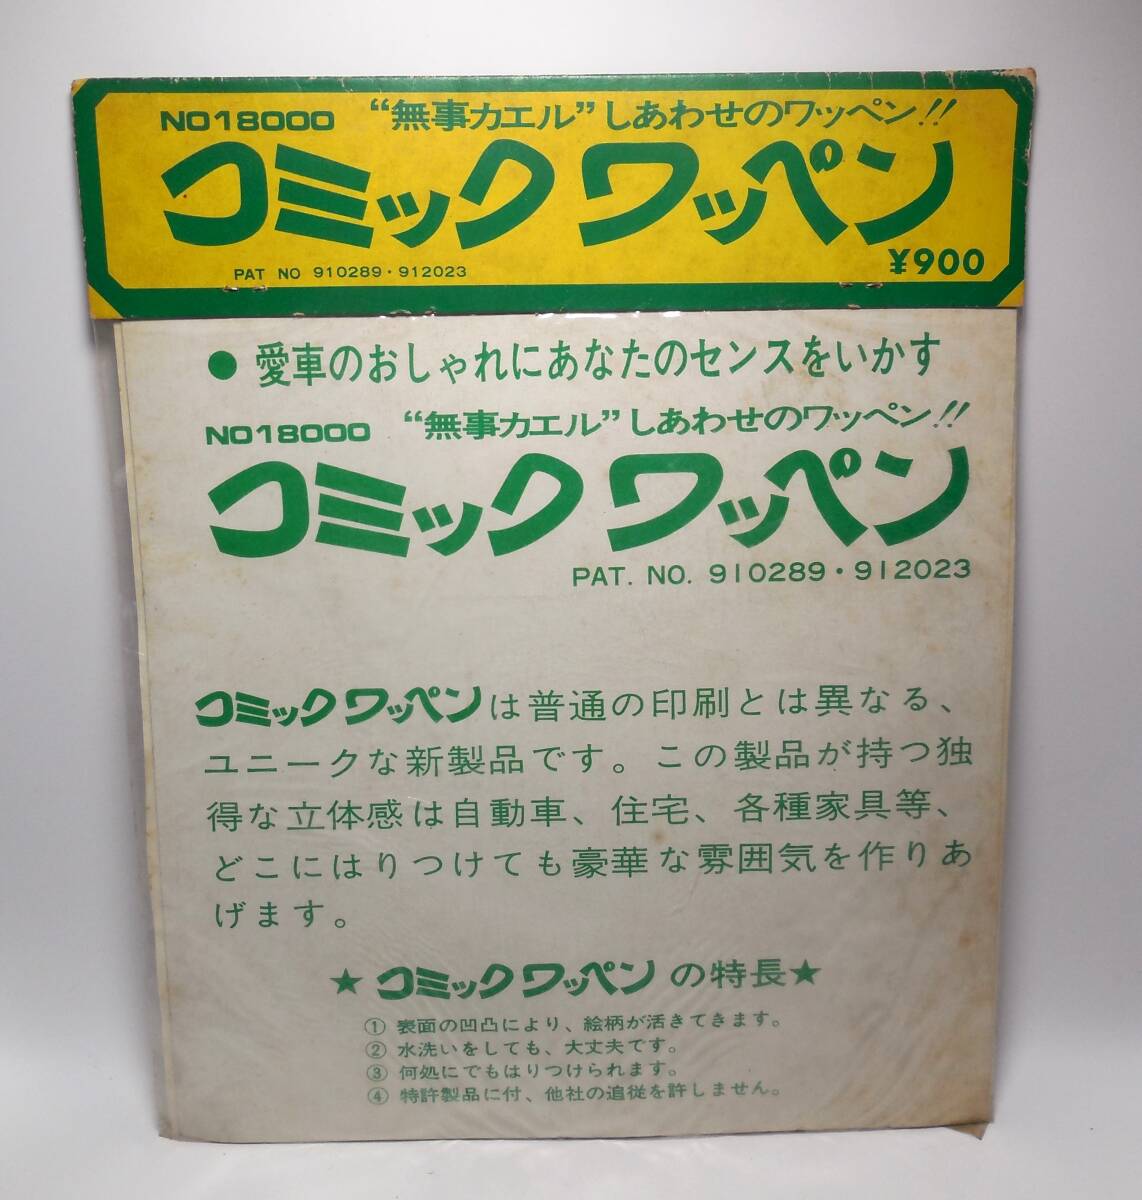 NO18000 “無事カエル”しあわせのワッペン!!
コミック ワッペン
PAT NO 910289・912023
¥900
● 愛車のおしゃれにあなたのセンスをいかす
NO18000 “無事カエル”しあわせのワッペン!!
コミック ワッペン
PAT. NO. 910289・912023
コミック ワッペンは普通の印刷とは異なる、
ユニークな新製品です。この製品が持つ独
得な立体感は自動車、住宅、各種家具等、
どこにはりつけても豪華な雰囲気を作りあ
げます。
★ コミック ワッペン の特長★
① 表面の凹凸により、絵柄が活きてきます。
② 水洗いをしても、大丈夫です。
③ 何処にでもはりつけられます。
④ 特許製品に付、他社の追従を許しません。